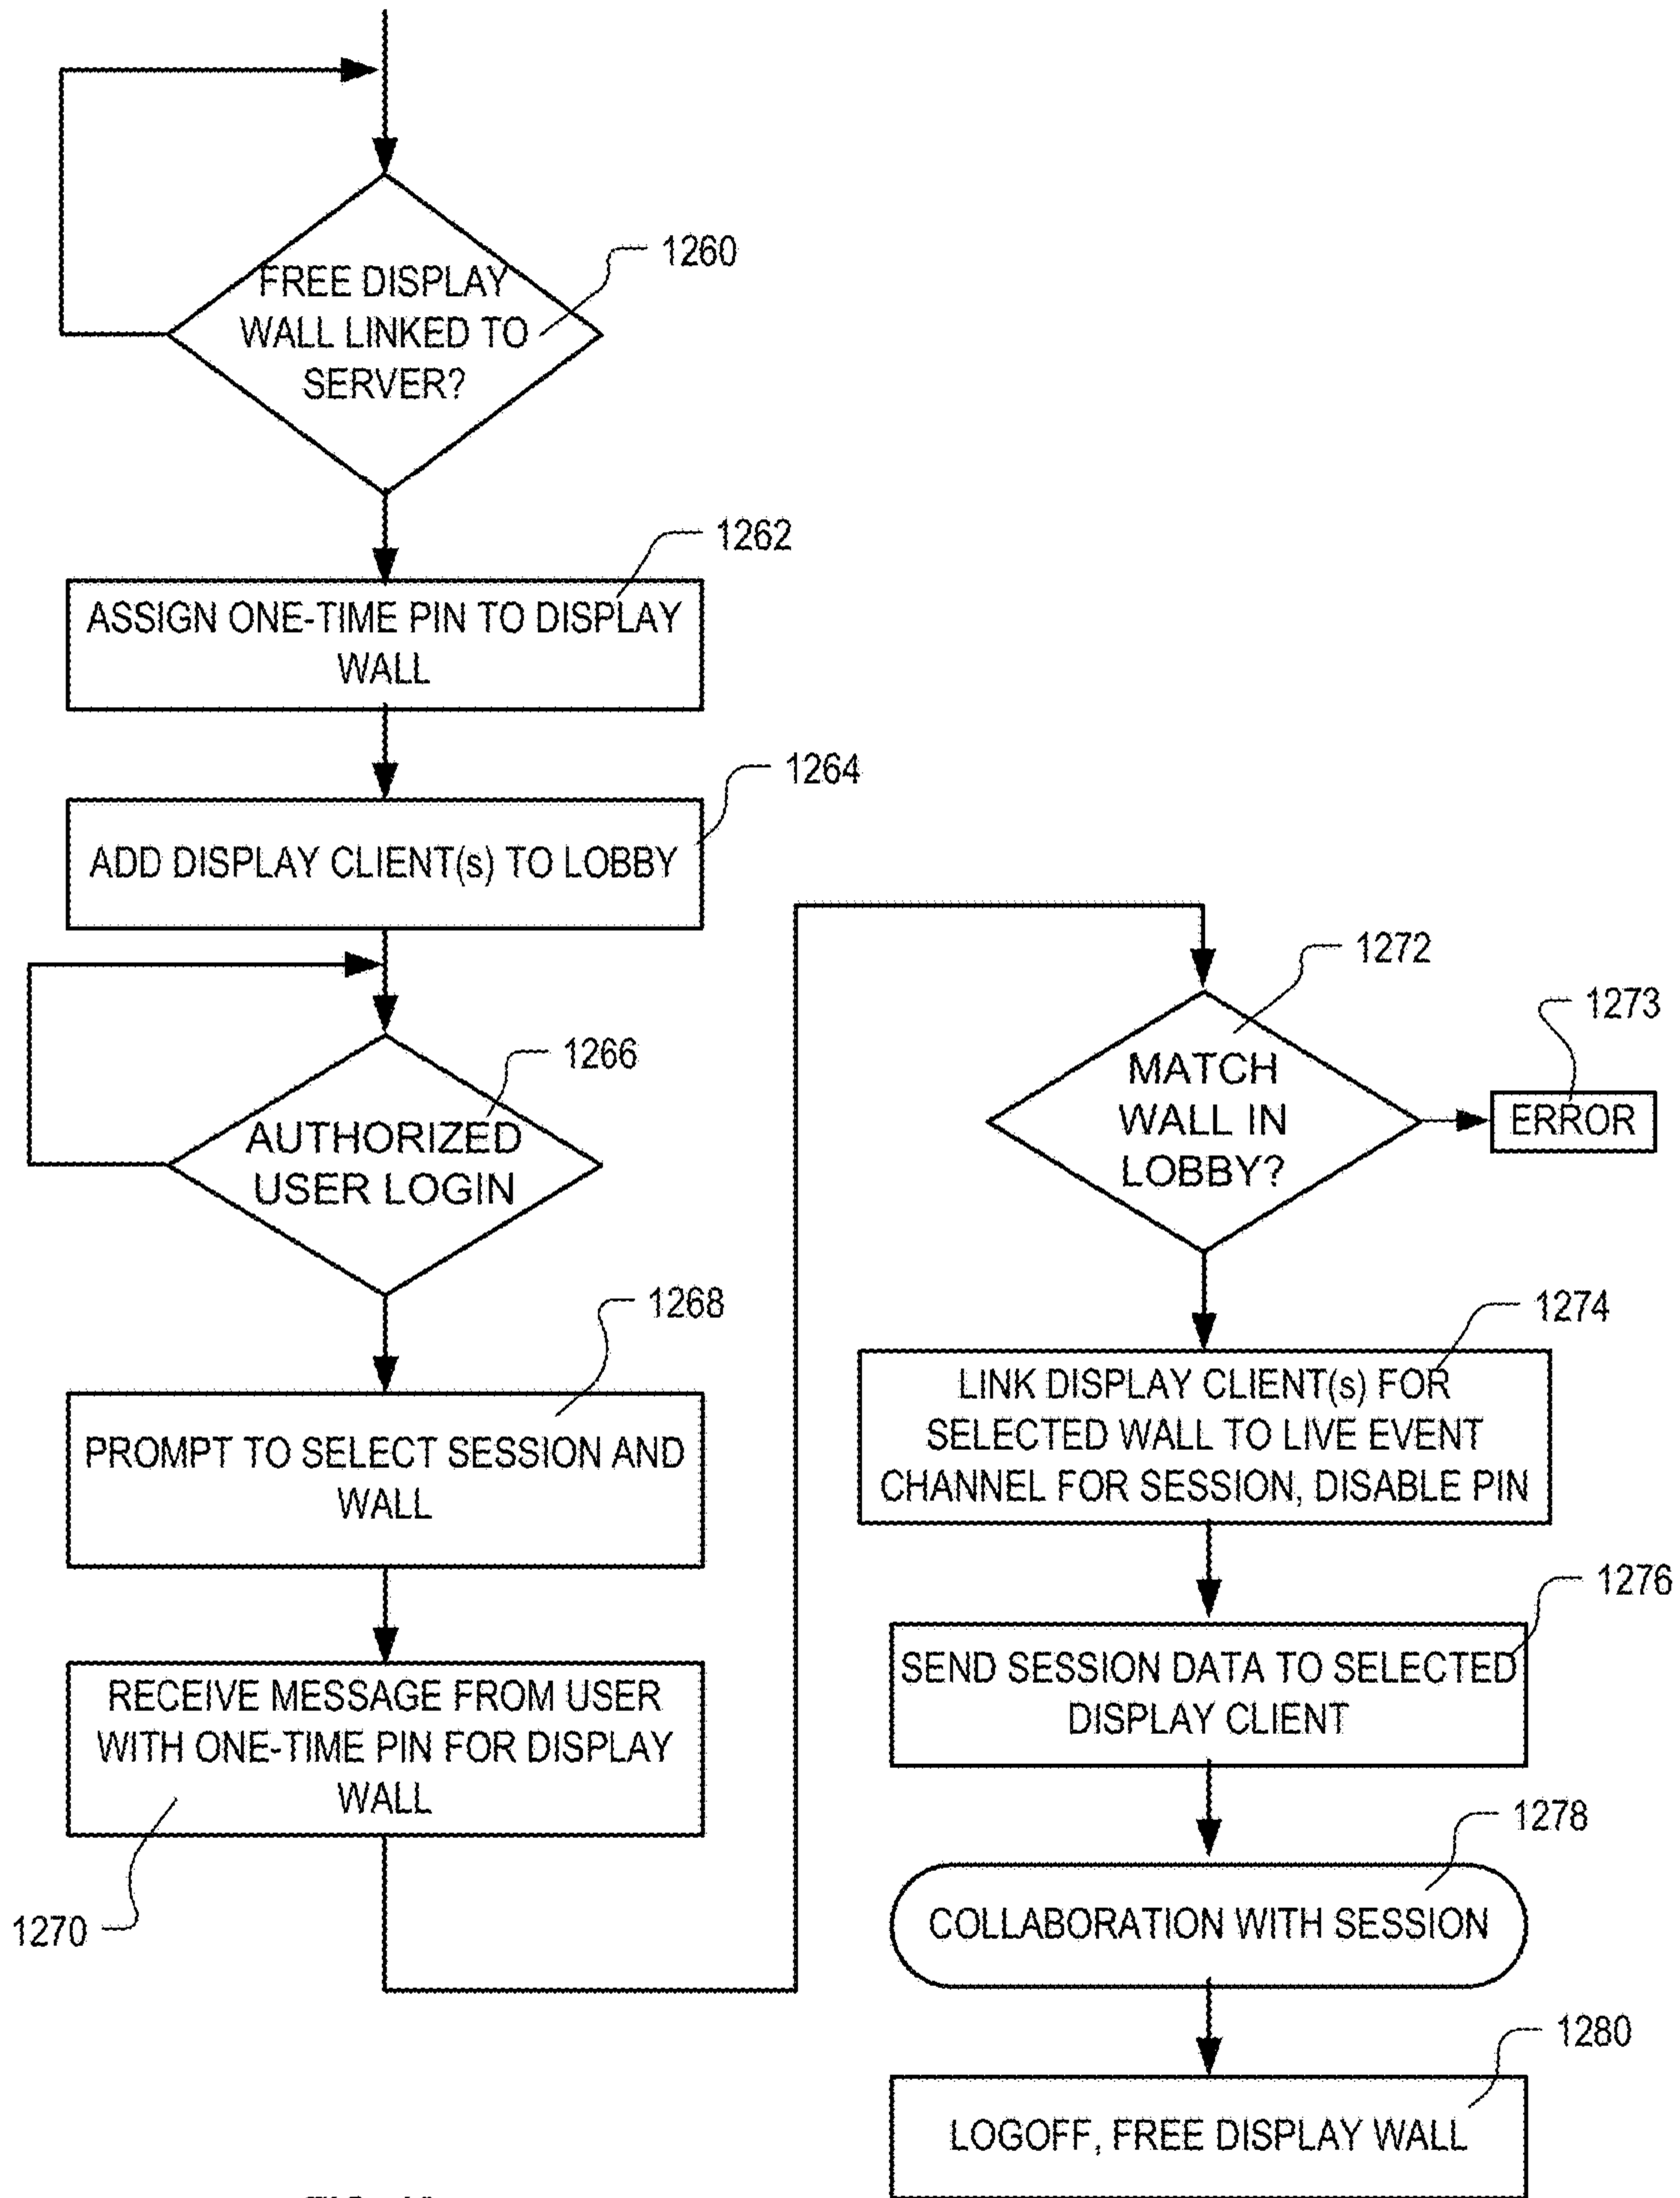 1260
FREE DISPLAY
WALL LINKED TO
SERVER?
1262
ASSIGN ONE-TIME PIN TO DISPLAY
WALL
1264
ADD DISPLAY CLIENT(s) TO LOBBY
1266
AUTHORIZED
USER LOGIN
1268
PROMPT TO SELECT SESSION AND
WALL
RECEIVE MESSAGE FROM USER
WITH ONE-TIME PIN FOR DISPLAY
WALL
1270
1272
MATCH
WALL IN
LOBBY?
1273
ERROR
1274
LINK DISPLAY CLIENT(s) FOR
SELECTED WALL TO LIVE EVENT
CHANNEL FOR SESSION, DISABLE PIN
1276
SEND SESSION DATA TO SELECTED
DISPLAY CLIENT
1278
COLLABORATION WITH SESSION
1280
LOGOFF, FREE DISPLAY WALL